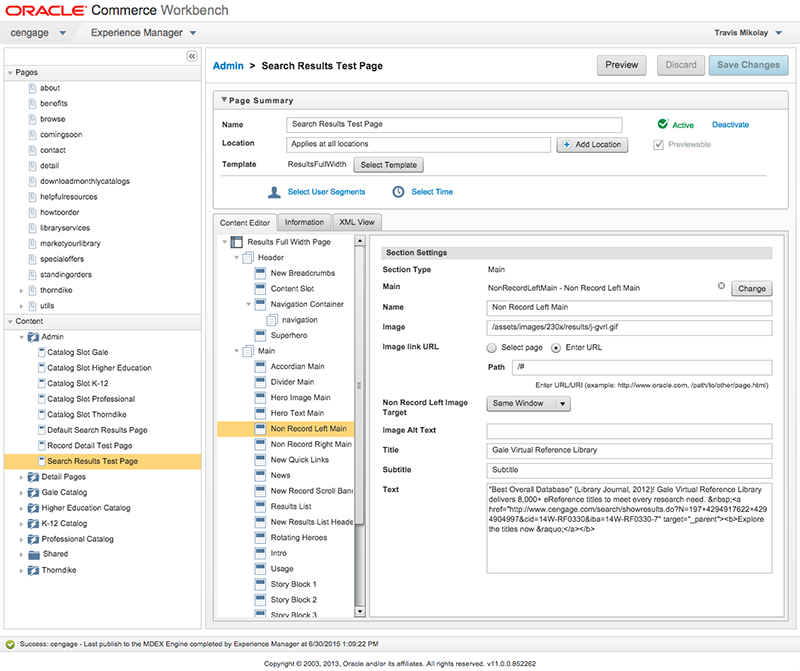 ORACLE Commerce Workbench
cengage Experience Manager Travis Mikolay
Pages
about
benefits
browse
comingsoon
contact
detail
downloadmonthlycatalogs
helpfulresources
howtoorder
libraryservices
marketyourlibrary
specialoffers
standingorders
thorndike
utils
Content
Admin
Catalog Slot Gale
Catalog Slot Higher Education
Catalog Slot K-12
Catalog Slot Professional
Catalog Slot Thorndike
Default Search Results Page
Record Detail Test Page
Search Results Test Page
Detail Pages
Gale Catalog
Higher Education Catalog
K-12 Catalog
Professional Catalog
Shared
Thorndike
Admin > Search Results Test Page Preview Discard Save Changes
Page Summary
Name Search Results Test Page Active Deactivate
Location Applies at all locations Add Location Previewable
Template ResultsFullWidth Select Template
Select User Segments Select Time
Content Editor Information XML View
Results Full Width Page
Header
New Breadcrumbs
Content Slot
Navigation Container
navigation
Superhero
Main
Accordian Main
Divider Main
Hero Image Main
Hero Text Main
Non Record Left Main
Non Record Right Main
New Quick Links
News
New Record Scroll Bann
Results List
New Results List Heade
Rotating Heroes
Intro
Usage
Story Block 1
Story Block 2
Story Block 3
Section Settings
Section Type Main
Main NonRecordLeftMain - Non Record Left Main Change
Name Non Record Left Main
Image /assets/images/230x/results/j-gvrl.gif
Image link URL Select page Enter URL
Path /#
Enter URL/URI (example: http://www.oracle.com, /path/to/other/page.html)
Non Record Left Image Target Same Window
Image Alt Text
Title Gale Virtual Reference Library
Subtitle Subtitle
Text "Best Overall Database" (Library Journal, 2012)! Gale Virtual Reference Library
delivers 8,000+ eReference titles to meet every research need. &nbsp;<a
href="http://www.cengage.com/search/showresults.do?N=197+4294917622+429
4904997&cid=14W-RF0330&iba=14W-RF0330-7" target="_parent"><b>Explore
the titles now &raquo;</a></b>
Success: cengage - Last publish to the MDEX Engine completed by Experience Manager at 6/30/2015 1:09:22 PM
Copyright © 2003, 2013, Oracle and/or its affiliates. All rights reserved. v11.0.0.852262